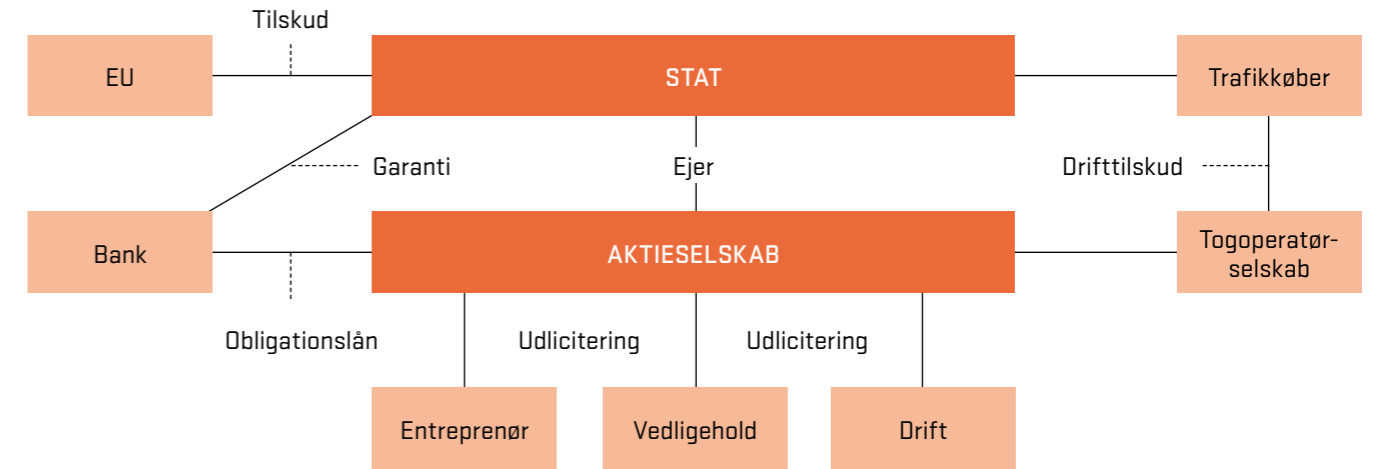 Tilskud
EU
STAT
Trafikkøber
Garanti
Ejer
Drifttilskud
Bank
AKTIESELSKAB
Togoperatør-
selskab
Obligationslån
Udlicitering
Udlicitering
Entreprenør
Vedligehold
Drift